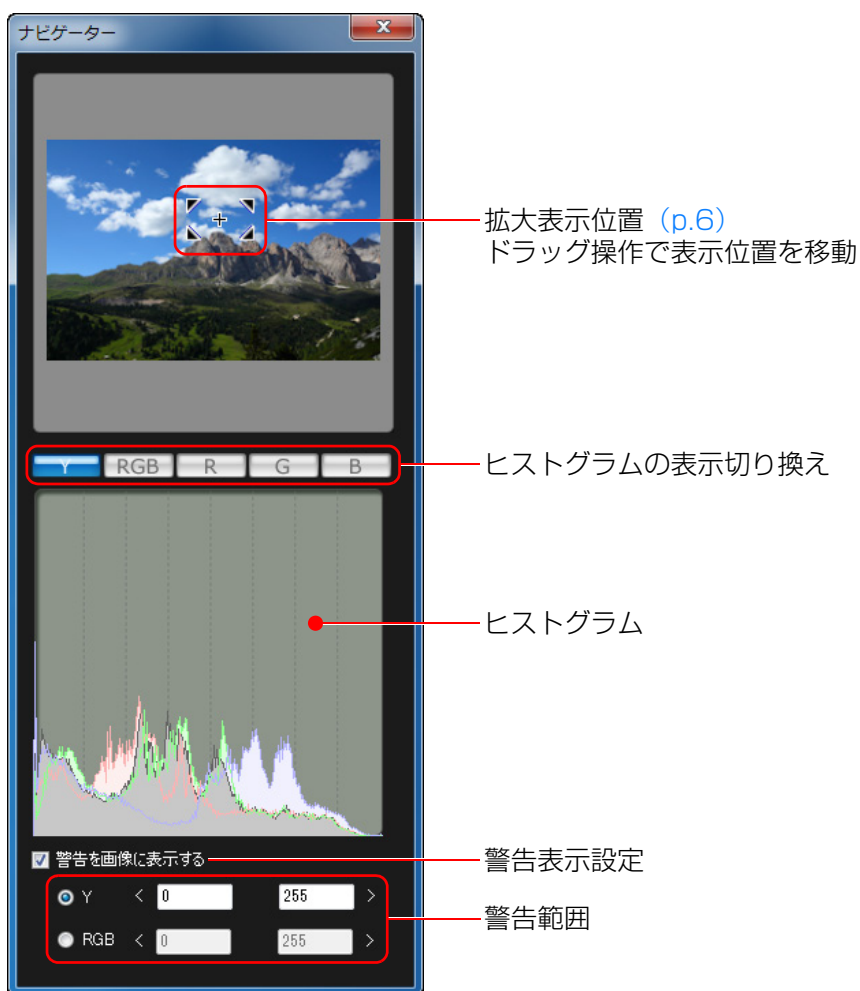 ナビゲーター
拡大表示位置（p.6）
ドラッグ操作で表示位置を移動
Y RGB R G B
ヒストグラムの表示切り換え
ヒストグラム
警告を画像に表示する
警告表示設定
Y < 0 255 >
警告範囲
RGB < 0 255 >